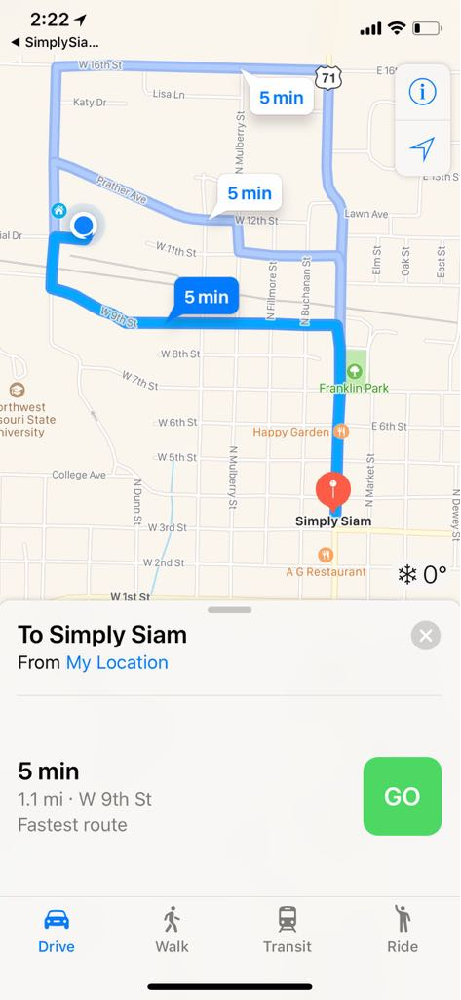 2:22
SimplySia...
W 16th St
71
E 16t
5 min
Lisa Ln
Katy Dr
N Mulberry St
E 13th St
Prather Ave
5 min
W 12th St
Lawn Ave
ial Dr
W 11th St
Elm St
Oak St
East St
N Fillmore St
N Buchanan St
5 min
W 9th St
W 8th St
Franklin Park
W 7th St
orthwest
souri State
niversity
W 6th St
Happy Garden
E 6th St
W 5th St
College Ave
N Mulberry St
N Market St
N Dunn St
N Dewey St
Simply Siam
W 3rd St
W 2nd St
A G Restaurant
0°
W 1st St
To Simply Siam
From My Location
5 min
1.1 mi · W 9th St
Fastest route
GO
Drive
Walk
Transit
Ride